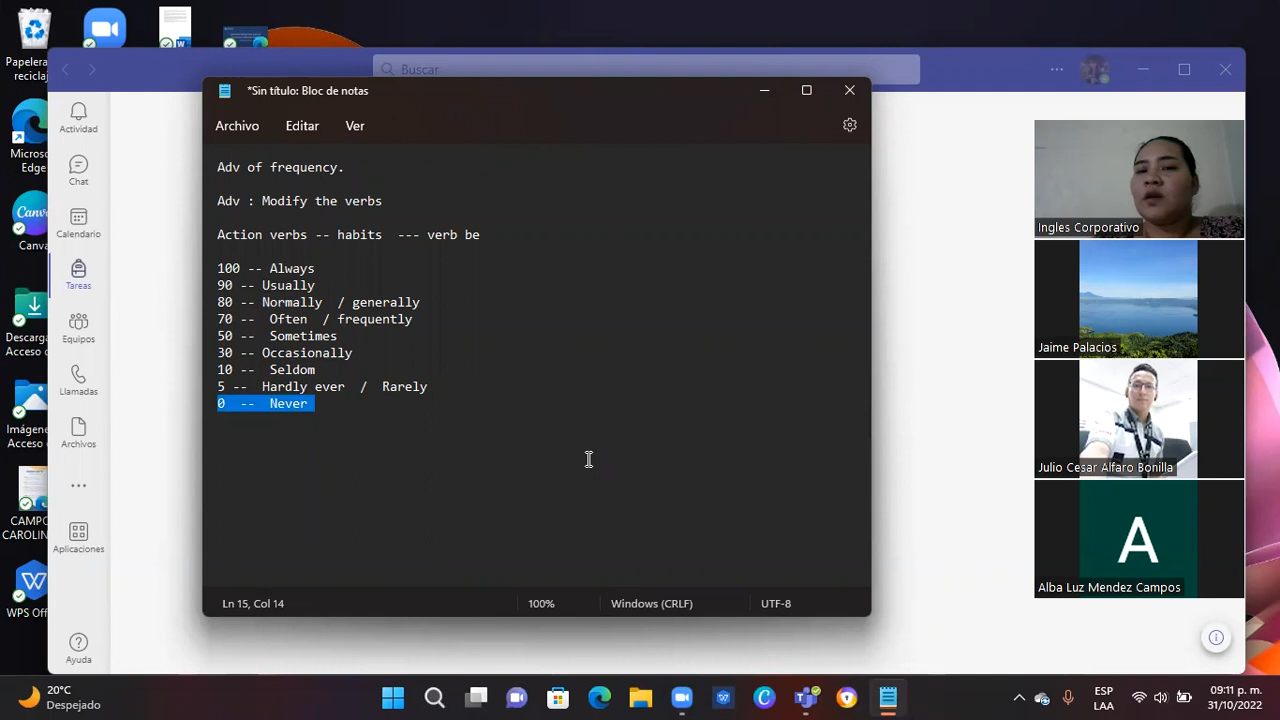 Papelera
reciclaj
Buscar
*Sin título: Bloc de notas
Archivo Editar Ver
Adv of frequency.
Adv : Modify the verbs
Action verbs -- habits --- verb be
100 -- Always
90 -- Usually
80 -- Normally / generally
70 -- Often / frequently
50 -- Sometimes
30 -- Occasionally
10 -- Seldom
5 -- Hardly ever / Rarely
0 -- Never
Ln 15, Col 14
100%
Windows (CRLF)
UTF-8
Microsof
Edge
Canva
Descarga
Acceso d
Imágene
Acceso
CAMPO
CAROLIN
WPS Offi
Actividad
Chat
Calendario
Tareas
Equipos
Llamadas
Archivos
Aplicaciones
Ayuda
Ingles Corporativo
Jaime Palacios
Julio Cesar Alfaro Bonilla
A
Alba Luz Mendez Campos
20°C
Despejado
ESP
LAA
09:11 p. m.
31/10/2022